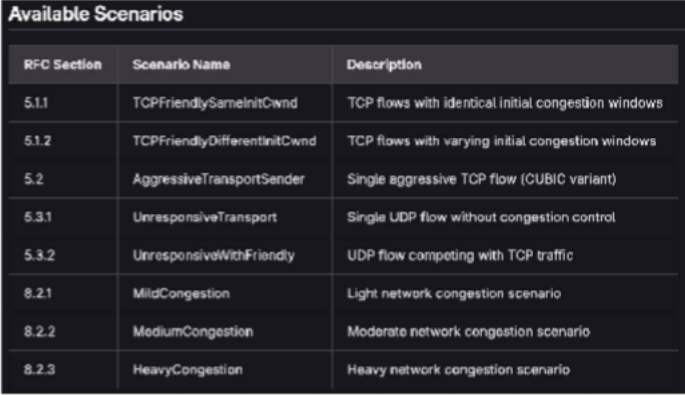 Available Scenarios
RFC Section Scenario Name Description
5.1.1 TCPFriendlySameInitCwnd TCP flows with identical initial congestion windows
5.1.2 TCPFriendlyDifferentInitCwnd TCP flows with varying initial congestion windows
5.2 AggressiveTransportSender Single aggressive TCP flow (CUBIC variant)
5.3.1 UnresponsiveTransport Single UDP flow without congestion control
5.3.2 UnresponsiveWithFriendly UDP flow competing with TCP traffic
8.2.1 MildCongestion Light network congestion scenario
8.2.2 MediumCongestion Moderate network congestion scenario
8.2.3 HeavyCongestion Heavy network congestion scenario